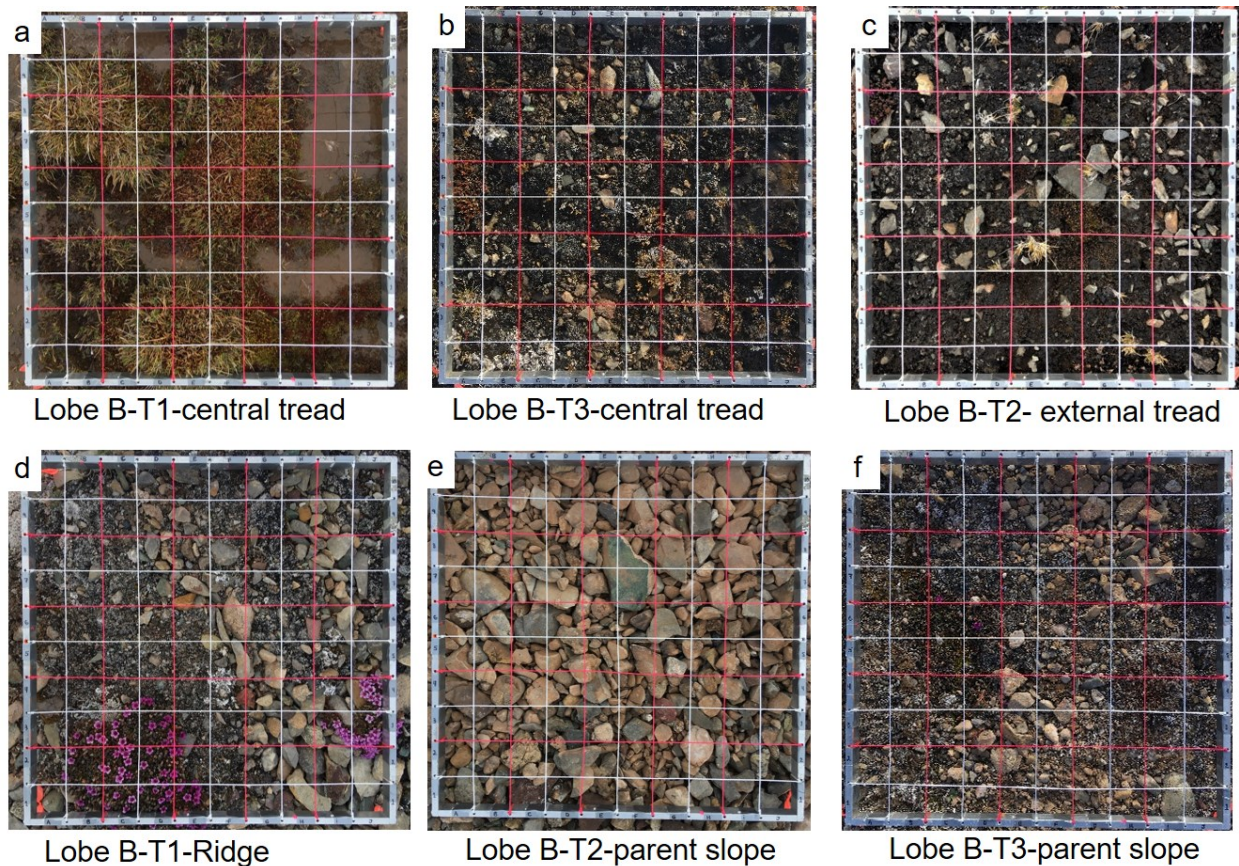 a
b
c
Lobe B-T1-central tread
Lobe B-T3-central tread
Lobe B-T2- external tread
d
e
f
Lobe B-T1-Ridge
Lobe B-T2-parent slope
Lobe B-T3-parent slope